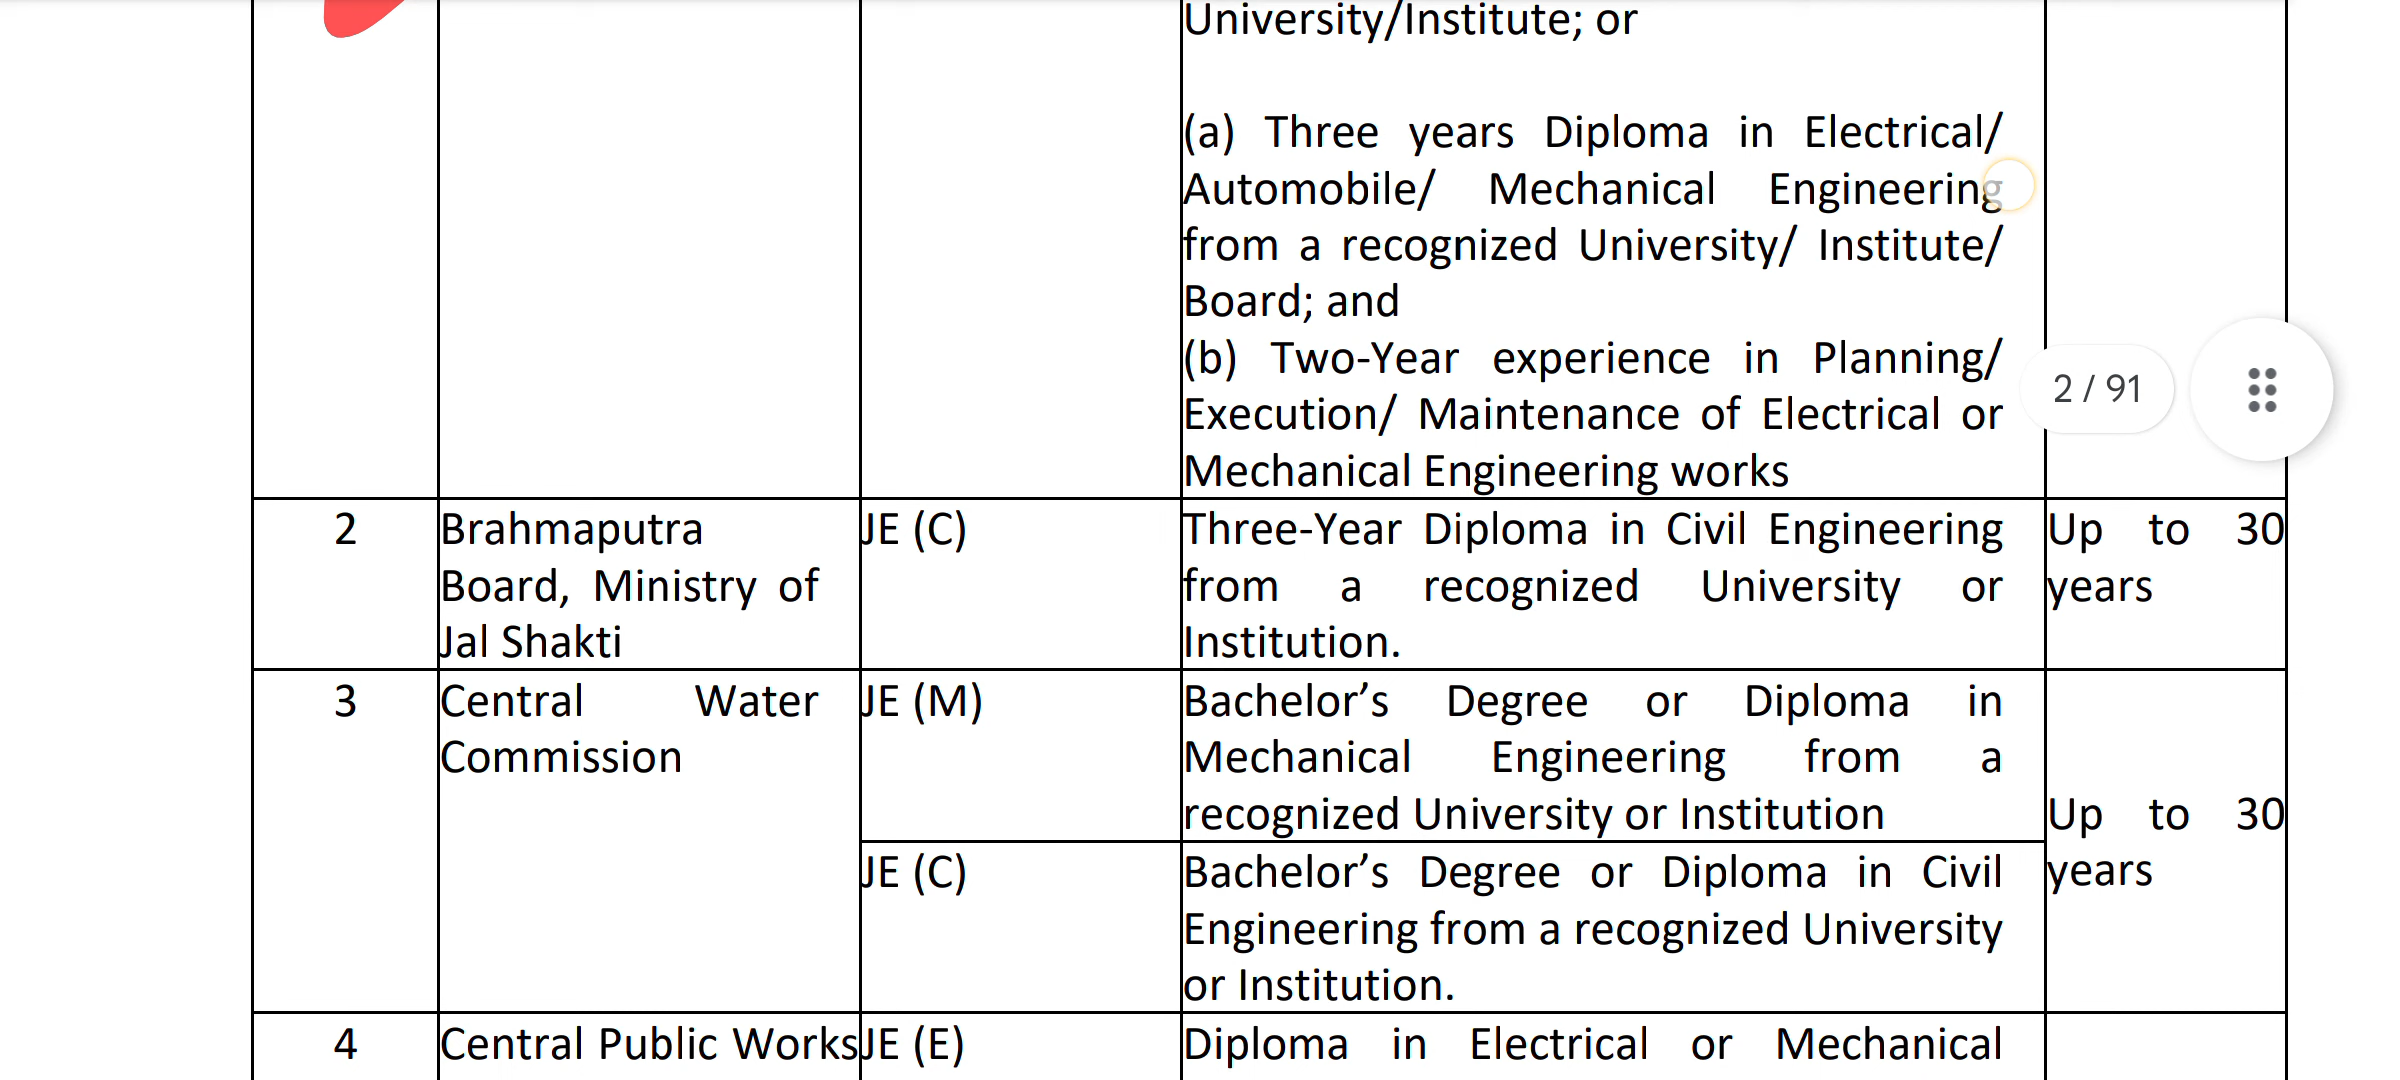 University/Institute; or
(a) Three years Diploma in Electrical/
Automobile/ Mechanical Engineering
from a recognized University/ Institute/
Board; and
(b) Two-Year experience in Planning/
Execution/ Maintenance of Electrical or
Mechanical Engineering works
2 / 91
2
Brahmaputra
Board, Ministry of
Jal Shakti
JE (C)
Three-Year Diploma in Civil Engineering
from a recognized University or
Institution.
Up to 30
years
3
Central Water
Commission
JE (M)
Bachelor’s Degree or Diploma in
Mechanical Engineering from a
recognized University or Institution
JE (C)
Bachelor’s Degree or Diploma in Civil
Engineering from a recognized University
or Institution.
Up to 30
years
4
Central Public Works
JE (E)
Diploma in Electrical or Mechanical